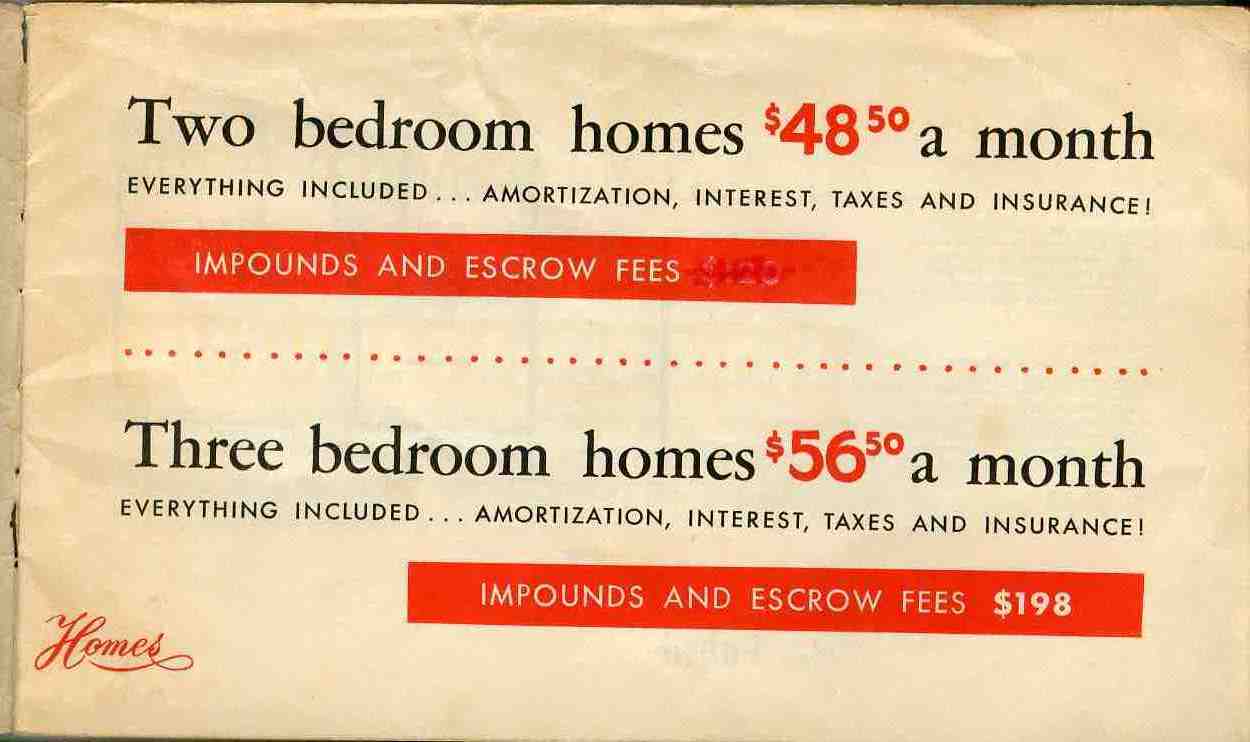 Two bedroom homes $48 50 a month
EVERYTHING INCLUDED... AMORTIZATION, INTEREST, TAXES AND INSURANCE!
IMPOUNDS AND ESCROW FEES
Three bedroom homes $56 50 a month
EVERYTHING INCLUDED... AMORTIZATION, INTEREST, TAXES AND INSURANCE!
IMPOUNDS AND ESCROW FEES $198
Homes